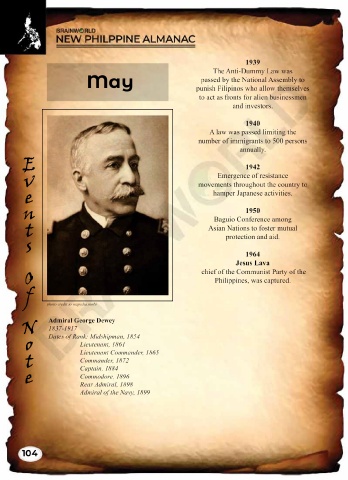 BRAINWORLD
NEW PHILPPINE ALMANAC
May
Events Of Note
Admiral George Dewey
1837-1917
Dates of Rank: Midshipman, 1854
Lieutenant, 1861
Lieutenant Commander, 1865
Commander, 1872
Captain, 1884
Commodore, 1896
Rear Admiral, 1898
Admiral of the Navy, 1899
1939
The Anti-Dummy Law was
passed by the National Assembly to
punish Filipinos who allow themselves
to act as fronts for alien businessmen
and investors.
1940
A law was passed limiting the
number of immigrants to 500 persons
annually.
1942
Emergence of resistance
movements throughout the country to
hamper Japanese activities.
1950
Baguio Conference among
Asian Nations to foster mutual
protection and aid.
1964
Jesus Lava
chief of the Communist Party of the
Philippines, was captured.
104